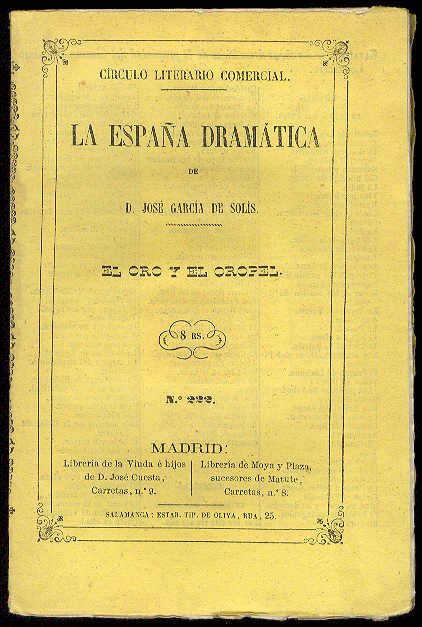 CÍRCULO LITERARIO COMERCIAL.
LA ESPAÑA DRAMÁTICA
DE
D. JOSÉ GARCÍA DE SOLÍS.
EL ORO Y EL OROPEL.
8 RS.
N.º 222.
MADRID:
Librería de la Viuda é hijos
de D. José Cuesta,
Carretas, n.º 9.
Librería de Moya y Plaza,
sucesores de Matute,
Carretas, n.º 8.
SALAMANCA: ESTAB. TIP. DE OLIVA, RUA, 25.